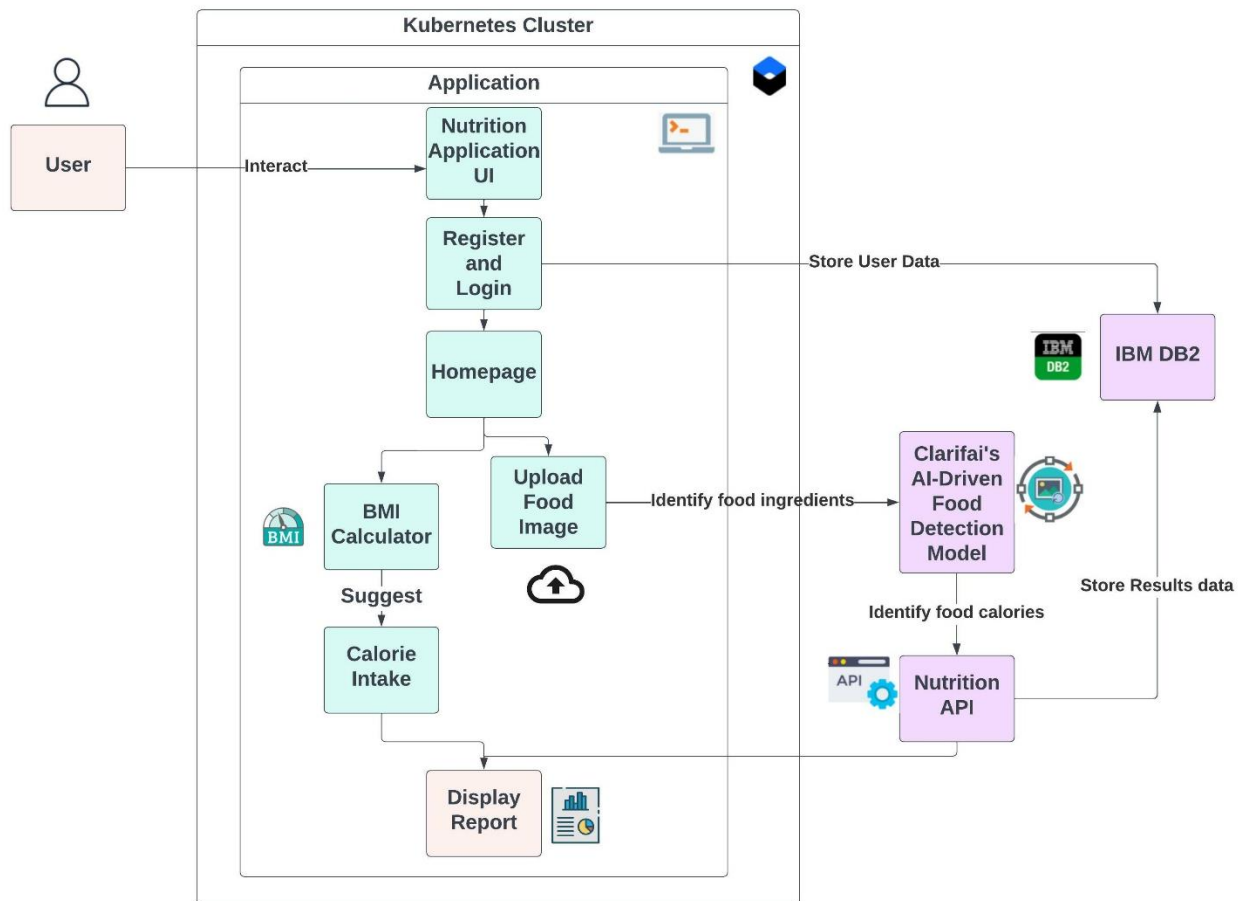 Kubernetes Cluster
Application
User
Interact
Nutrition
Application
UI
Register
and
Login
Store User Data
IBM
DB2
IBM DB2
Homepage
BMI
BMI
Calculator
Upload
Food
Image
Identify food ingredients
Clarifai's
AI-Driven
Food
Detection
Model
Suggest
Store Results data
Identify food calories
Calorie
Intake
API
Nutrition
API
Display
Report